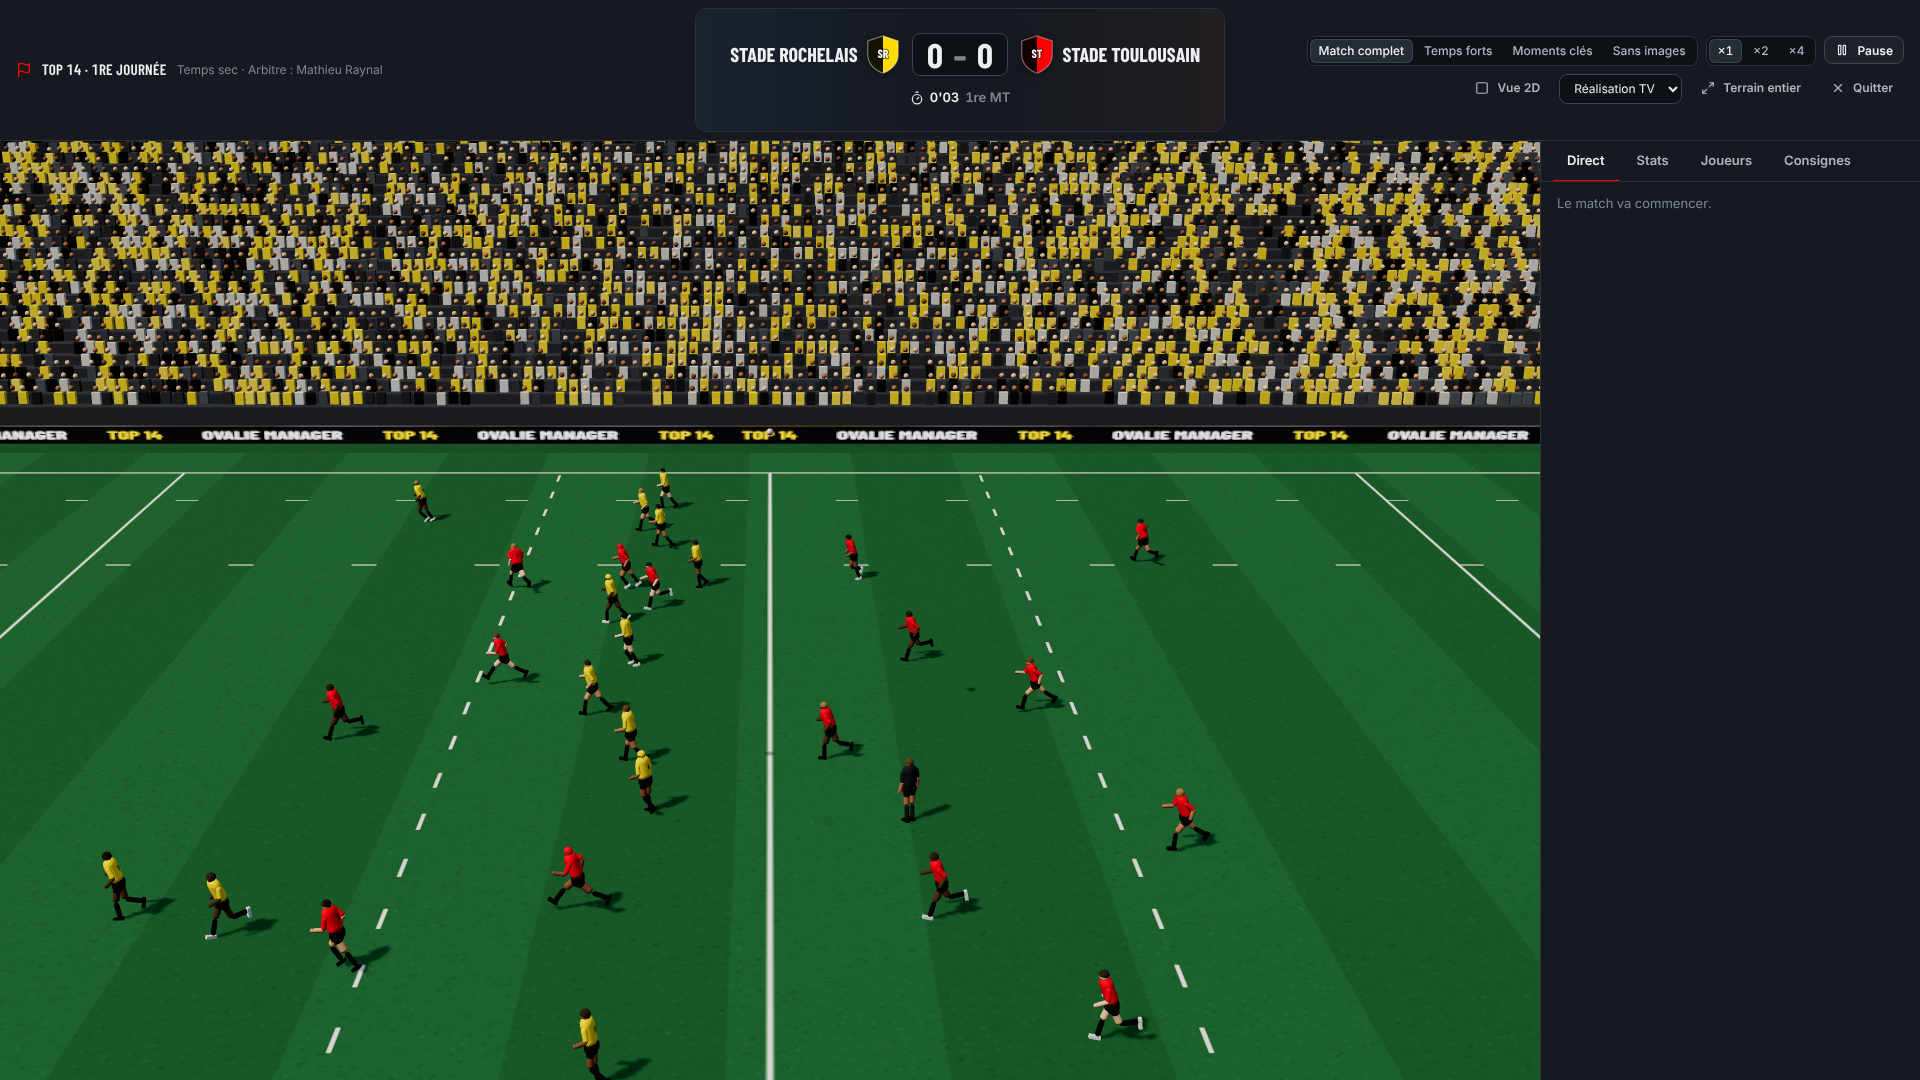 TOP 14 · 1RE JOURNÉE Temps sec · Arbitre : Mathieu Raynal
STADE ROCHELAIS SR 0 – 0 ST STADE TOULOUSAIN
0'03 1re MT
Match complet Temps forts Moments clés Sans images ×1 ×2 ×4 Pause
Vue 2D Réalisation TV Terrain entier Quitter
Direct Stats Joueurs Consignes
Le match va commencer.
ANAGER TOP 14 OVALIE MANAGER TOP 14 OVALIE MANAGER TOP 14 TOP 14 OVALIE MANAGER TOP 14 OVALIE MANAGER TOP 14 OVALIE MANAGER